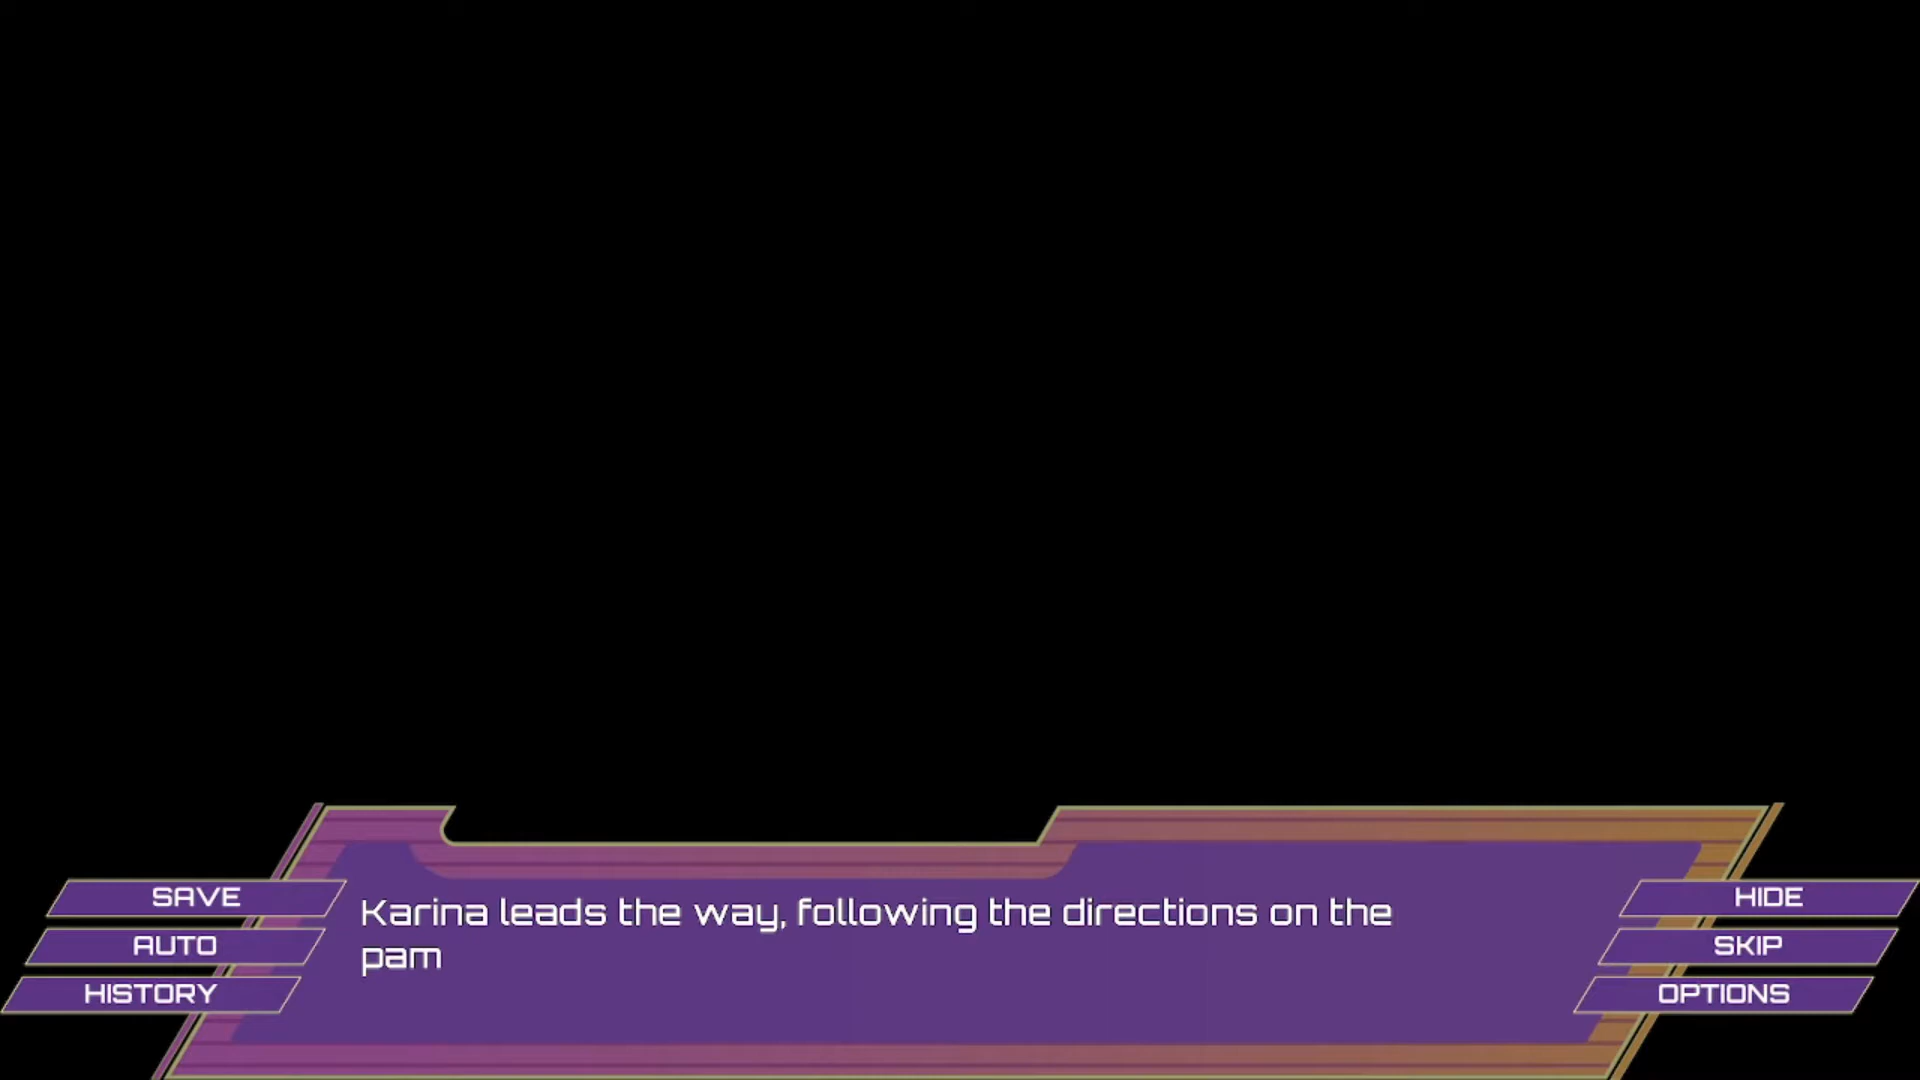 Karina leads the way, following the directions on the
pam
SAVE
AUTO
HISTORY
HIDE
SKIP
OPTIONS